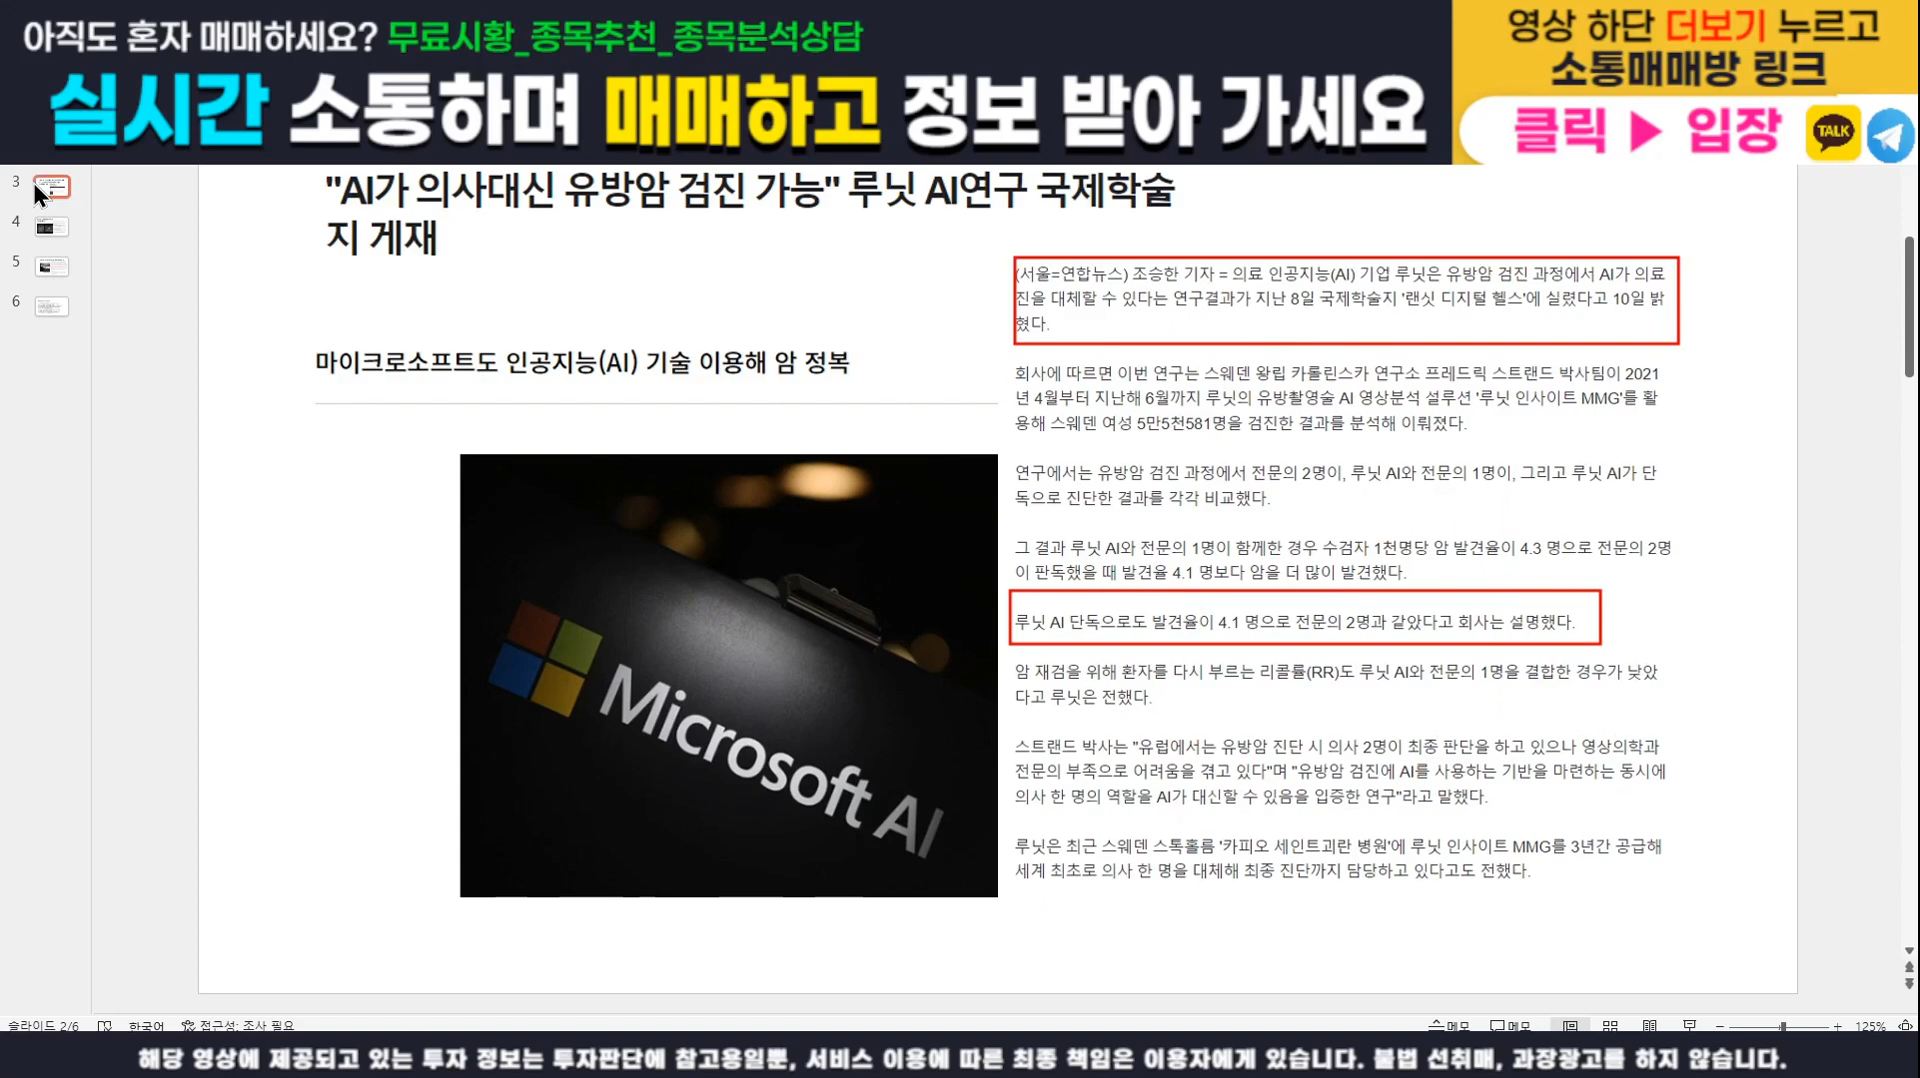 아직도 혼자 매매하세요? 무료시황_종목추천_종목분석상담
실시간 소통하며 매매하고 정보 받아 가세요
영상 하단 더보기 누르고
소통매매방 링크
클릭 ▶ 입장
TALK
3
4
5
6
"AI가 의사대신 유방암 검진 가능" 루닛 AI연구 국제학술
지 게재
마이크로소프트도 인공지능(AI) 기술 이용해 암 정복
Microsoft AI
(서울=연합뉴스) 조승한 기자 = 의료 인공지능(AI) 기업 루닛은 유방암 검진 과정에서 AI가 의료
진을 대체할 수 있다는 연구결과가 지난 8일 국제학술지 '랜싯 디지털 헬스'에 실렸다고 10일 밝
혔다.
회사에 따르면 이번 연구는 스웨덴 왕립 카롤린스카 연구소 프레드릭 스트랜드 박사팀이 2021
년 4월부터 지난해 6월까지 루닛의 유방촬영술 AI 영상분석 설루션 '루닛 인사이트 MMG'를 활
용해 스웨덴 여성 5만5천581명을 검진한 결과를 분석해 이뤄졌다.
연구에서는 유방암 검진 과정에서 전문의 2명이, 루닛 AI와 전문의 1명이, 그리고 루닛 AI가 단
독으로 진단한 결과를 각각 비교했다.
그 결과 루닛 AI와 전문의 1명이 함께한 경우 수검자 1천명당 암 발견율이 4.3 명으로 전문의 2명
이 판독했을 때 발견율 4.1 명보다 암을 더 많이 발견했다.
루닛 AI 단독으로도 발견율이 4.1 명으로 전문의 2명과 같았다고 회사는 설명했다.
암 재검을 위해 환자를 다시 부르는 리콜률(RR)도 루닛 AI와 전문의 1명을 결합한 경우가 낮았
다고 루닛은 전했다.
스트랜드 박사는 "유럽에서는 유방암 진단 시 의사 2명이 최종 판단을 하고 있으나 영상의학과
전문의 부족으로 어려움을 겪고 있다"며 "유방암 검진에 AI를 사용하는 기반을 마련하는 동시에
의사 한 명의 역할을 AI가 대신할 수 있음을 입증한 연구"라고 말했다.
루닛은 최근 스웨덴 스톡홀름 '카피오 세인트괴란 병원'에 루닛 인사이트 MMG를 3년간 공급해
세계 최초로 의사 한 명을 대체해 최종 진단까지 담당하고 있다고도 전했다.
슬라이드 2/6 한국어 접근성: 조사 필요 메모 메모 125%
해당 영상에 제공되고 있는 투자 정보는 투자판단에 참고용일뿐, 서비스 이용에 따른 최종 책임은 이용자에게 있습니다. 불법 선취매, 과장광고를 하지 않습니다.